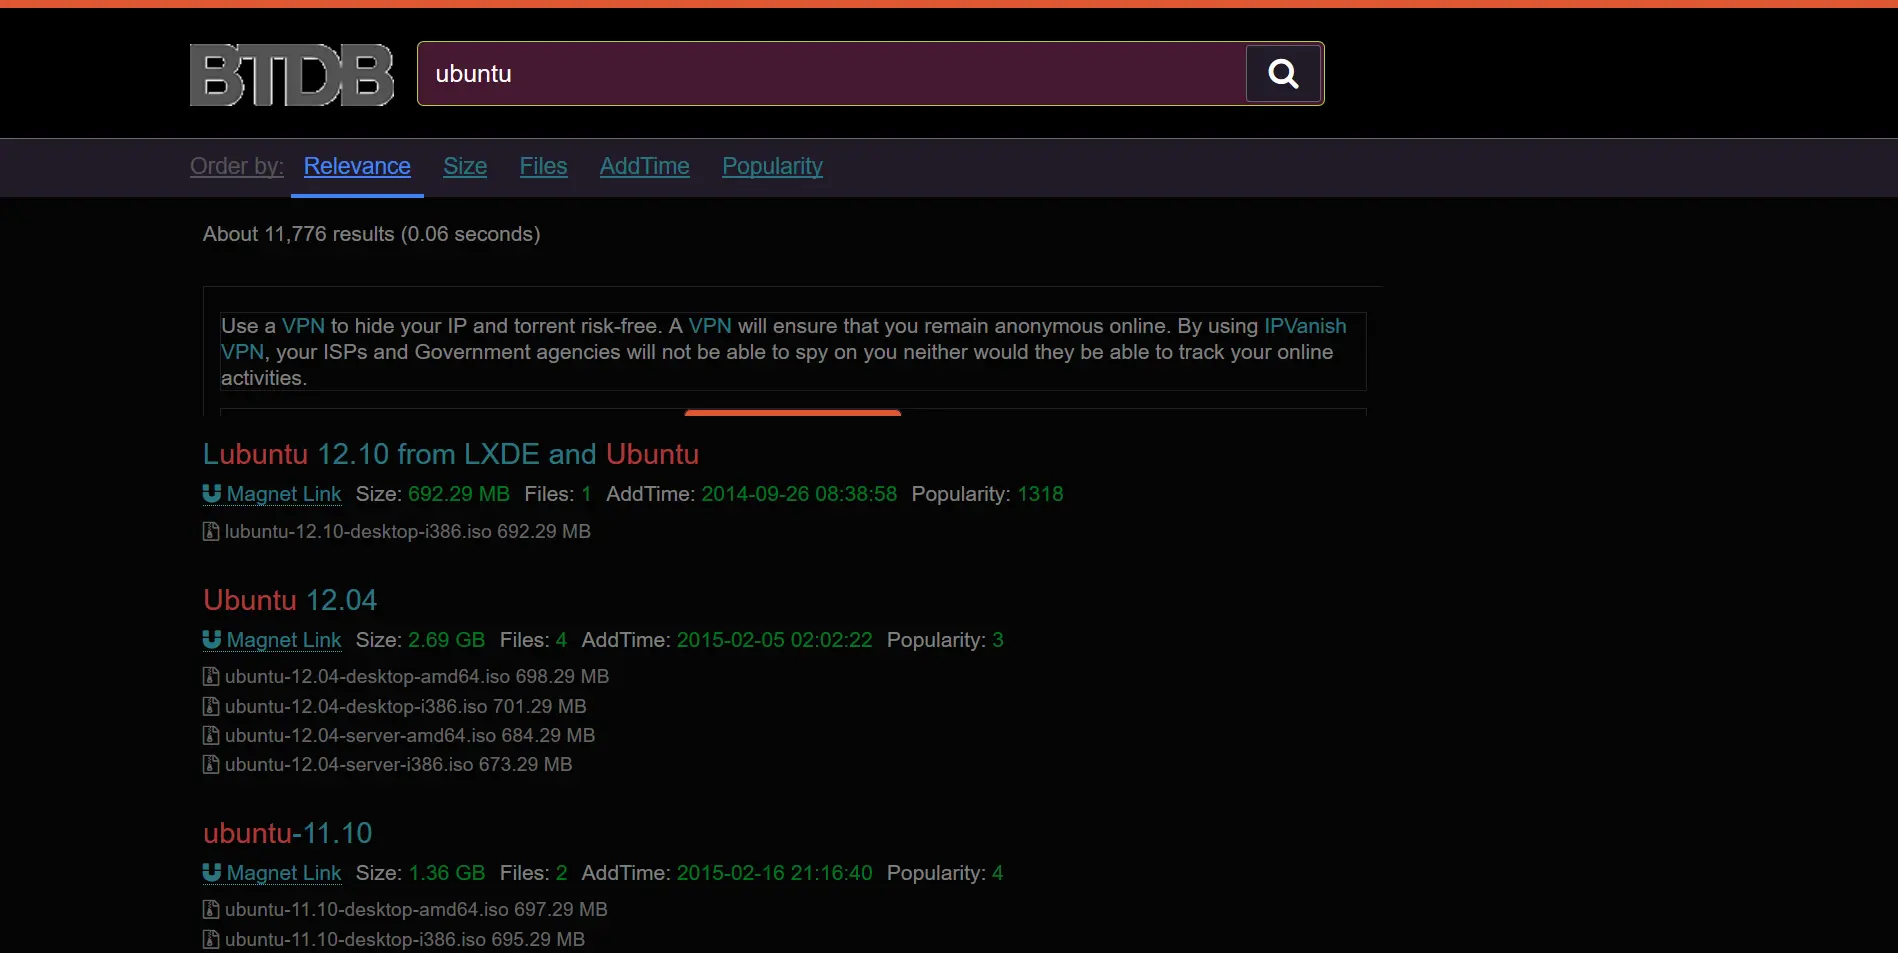 BTDB
ubuntu
Order by: Relevance Size Files AddTime Popularity
About 11,776 results (0.06 seconds)
Use a VPN to hide your IP and torrent risk-free. A VPN will ensure that you remain anonymous online. By using IPVanish
VPN, your ISPs and Government agencies will not be able to spy on you neither would they be able to track your online
activities.
Lubuntu 12.10 from LXDE and Ubuntu
Magnet Link Size: 692.29 MB Files: 1 AddTime: 2014-09-26 08:38:58 Popularity: 1318
lubuntu-12.10-desktop-i386.iso 692.29 MB
Ubuntu 12.04
Magnet Link Size: 2.69 GB Files: 4 AddTime: 2015-02-05 02:02:22 Popularity: 3
ubuntu-12.04-desktop-amd64.iso 698.29 MB
ubuntu-12.04-desktop-i386.iso 701.29 MB
ubuntu-12.04-server-amd64.iso 684.29 MB
ubuntu-12.04-server-i386.iso 673.29 MB
ubuntu-11.10
Magnet Link Size: 1.36 GB Files: 2 AddTime: 2015-02-16 21:16:40 Popularity: 4
ubuntu-11.10-desktop-amd64.iso 697.29 MB
ubuntu-11.10-desktop-i386.iso 695.29 MB